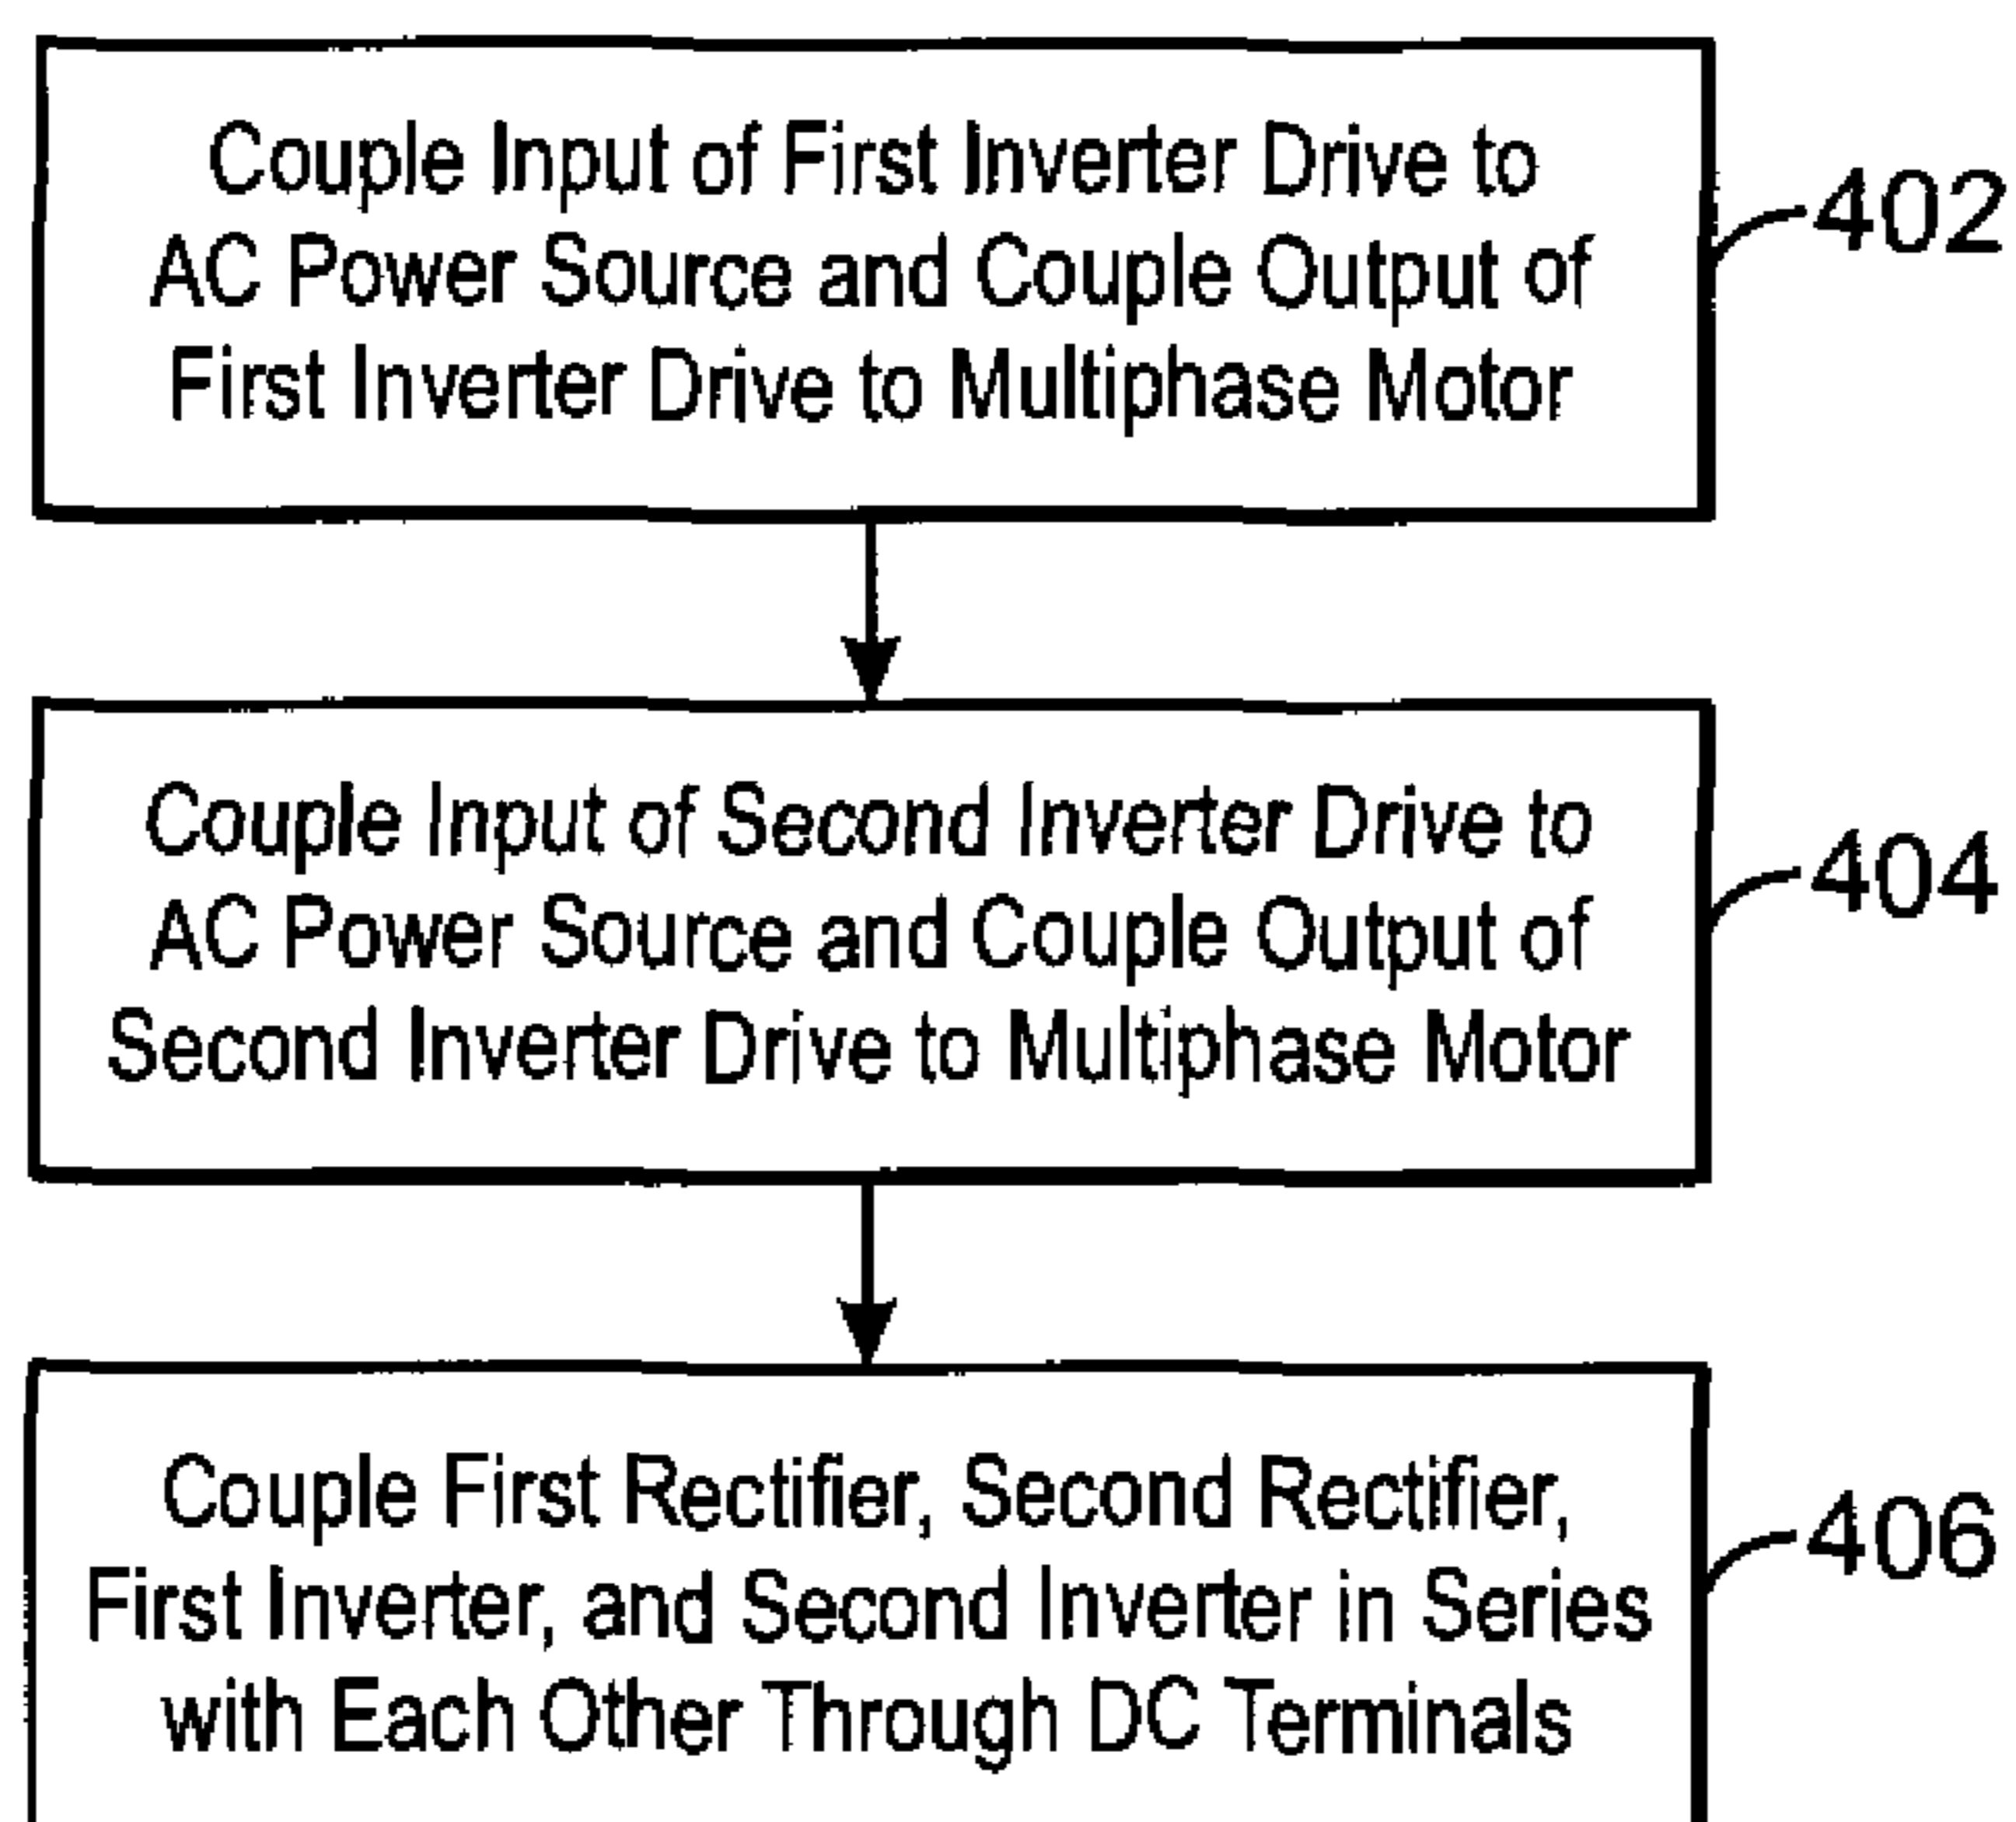 Couple Input of First Inverter Drive to
AC Power Source and Couple Output of
First Inverter Drive to Multiphase Motor
402
Couple Input of Second Inverter Drive to
AC Power Source and Couple Output of
Second Inverter Drive to Multiphase Motor
404
Couple First Rectifier, Second Rectifier,
First Inverter, and Second Inverter in Series
with Each Other Through DC Terminals
406